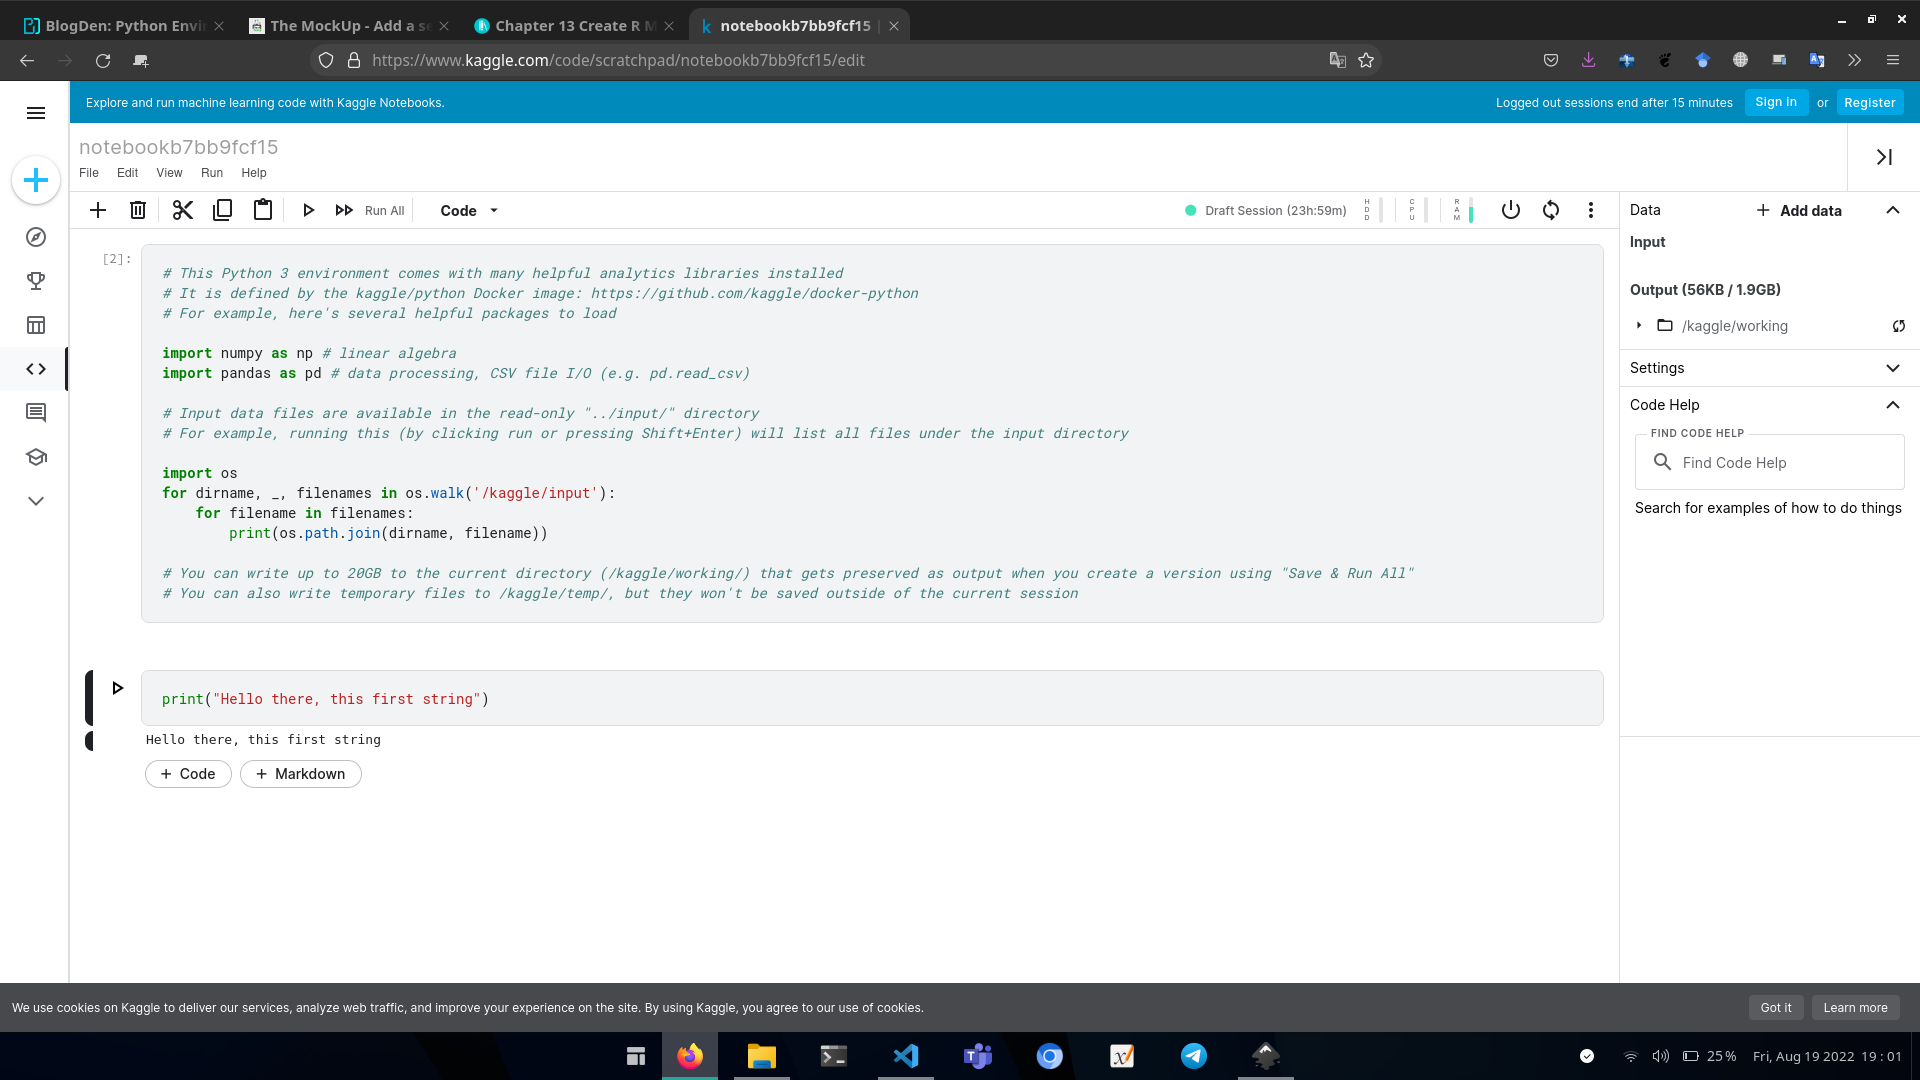 BlogDen: Python Envi
The MockUp - Add a se
Chapter 13 Create R M
notebookb7bb9fcf15
https://www.kaggle.com/code/scratchpad/notebookb7bb9fcf15/edit
Explore and run machine learning code with Kaggle Notebooks.
Logged out sessions end after 15 minutes
Sign in or Register
notebookb7bb9fcf15
File Edit View Run Help
Run All
Code
Draft Session (23h:59m)
HDD
CPU
RAM
[2]:
# This Python 3 environment comes with many helpful analytics libraries installed
# It is defined by the kaggle/python Docker image: https://github.com/kaggle/docker-python
# For example, here's several helpful packages to load
import numpy as np # linear algebra
import pandas as pd # data processing, CSV file I/O (e.g. pd.read_csv)
# Input data files are available in the read-only "../input/" directory
# For example, running this (by clicking run or pressing Shift+Enter) will list all files under the input directory
import os
for dirname, _, filenames in os.walk('/kaggle/input'):
    for filename in filenames:
        print(os.path.join(dirname, filename))
# You can write up to 20GB to the current directory (/kaggle/working/) that gets preserved as output when you create a version using "Save & Run All"
# You can also write temporary files to /kaggle/temp/, but they won't be saved outside of the current session
print("Hello there, this first string")
Hello there, this first string
+ Code
+ Markdown
Data
+ Add data
Input
Output (56KB / 1.9GB)
/kaggle/working
Settings
Code Help
FIND CODE HELP
Find Code Help
Search for examples of how to do things
We use cookies on Kaggle to deliver our services, analyze web traffic, and improve your experience on the site. By using Kaggle, you agree to our use of cookies.
Got it
Learn more
25%
Fri, Aug 19 2022 19:01